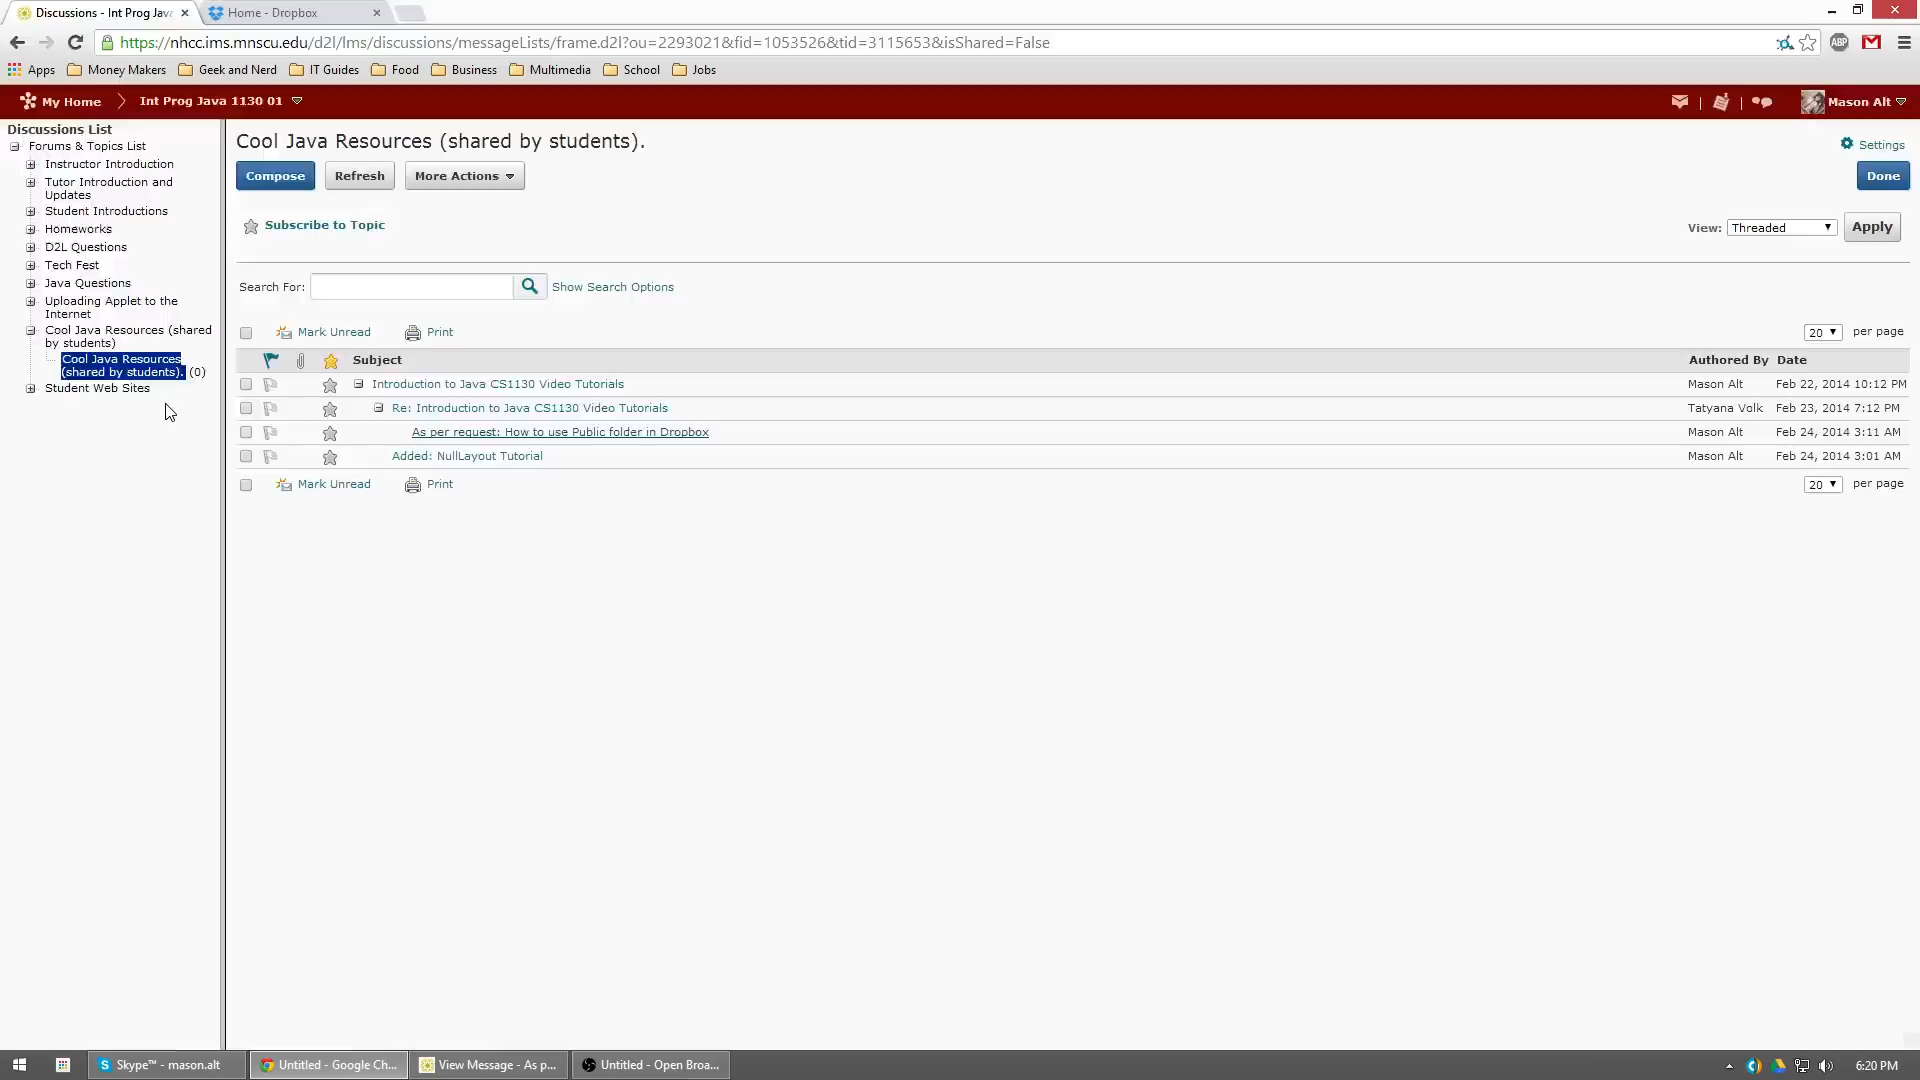 Discussions - Int Prog Java
Home - Dropbox
https://nhcc.ims.mnscu.edu/d2l/lms/discussions/messageLists/frame.d2l?ou=2293021&fid=1053526&tid=3115653&isShared=False
ABP
Apps Money Makers Geek and Nerd IT Guides Food Business Multimedia School Jobs
My Home Int Prog Java 1130 01 Mason Alt
Discussions List
Forums & Topics List
Instructor Introduction
Tutor Introduction and
Updates
Student Introductions
Homeworks
D2L Questions
Tech Fest
Java Questions
Uploading Applet to the
Internet
Cool Java Resources (shared
by students)
Cool Java Resources
(shared by students). (0)
Student Web Sites
Cool Java Resources (shared by students).
Settings
Compose Refresh More Actions Done
Subscribe to Topic
View: Threaded Apply
Search For: Show Search Options
Mark Unread Print 20 per page
Subject Authored By Date
Introduction to Java CS1130 Video Tutorials Mason Alt Feb 22, 2014 10:12 PM
Re: Introduction to Java CS1130 Video Tutorials Tatyana Volk Feb 23, 2014 7:12 PM
As per request: How to use Public folder in Dropbox Mason Alt Feb 24, 2014 3:11 AM
Added: NullLayout Tutorial Mason Alt Feb 24, 2014 3:01 AM
Mark Unread Print 20 per page
Skype™ - mason.alt Untitled - Google Ch... View Message - As p... Untitled - Open Broa... 6:20 PM